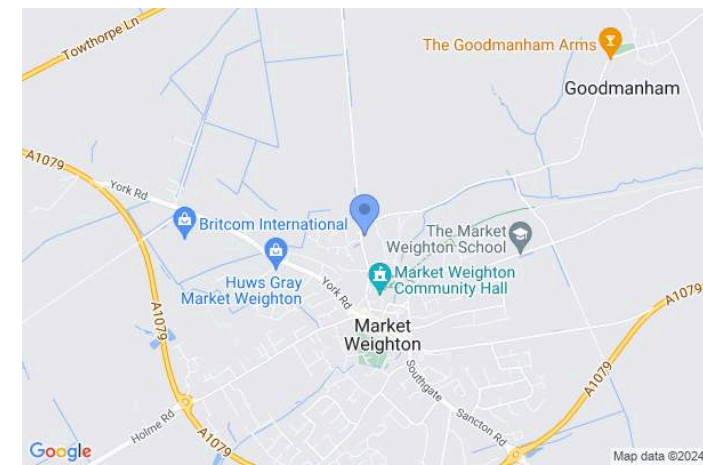 Towthorpe Ln
The Goodmanham Arms
Goodmanham
A1079
York Rd
Britcom International
The Market
Weighton School
Huws Gray
Market Weighton
Market Weighton
Community Hall
York Rd
A1079
A1079
Market
Weighton
A1079
Southgate
Sancton Rd
Holme Rd
A1079
Google
Map data ©2024